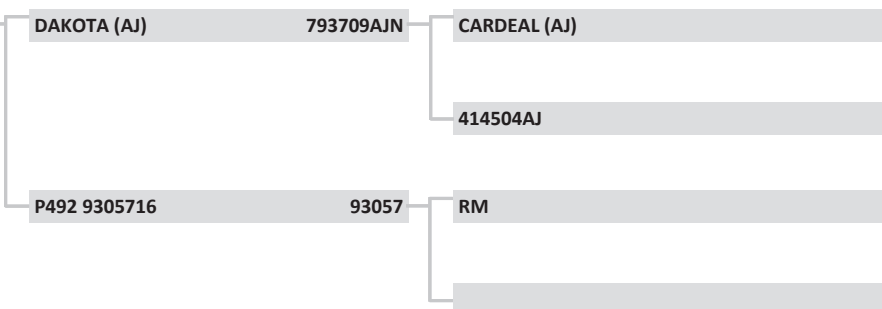 DAKOTA (AJ) 793709AJN
CARDEAL (AJ)
414504AJ
P492 9305716 93057
RM